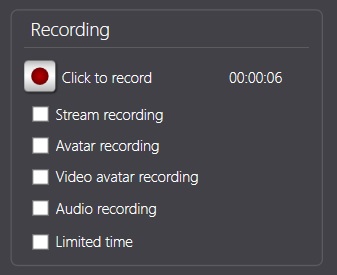 Recording
Click to record 00:00:06
Stream recording
Avatar recording
Video avatar recording
Audio recording
Limited time